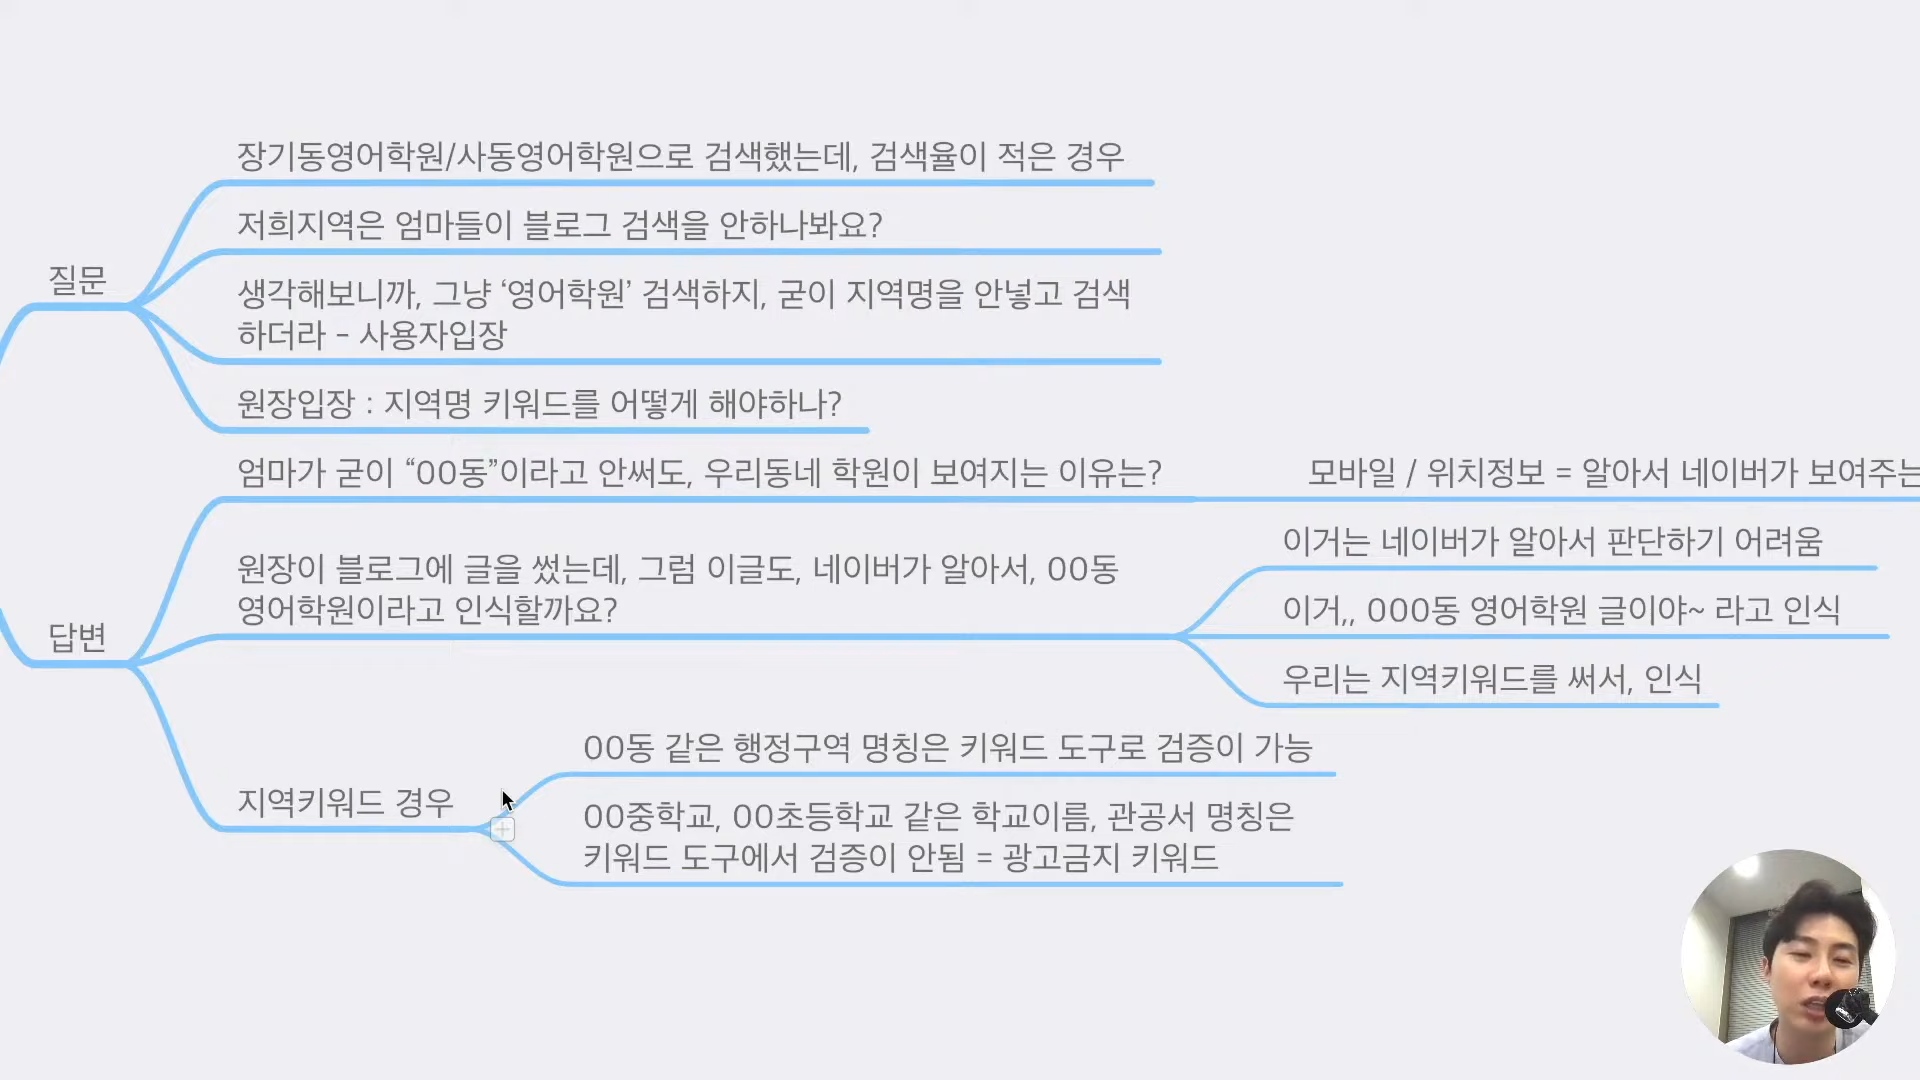 질문
장기동영어학원/사동영어학원으로 검색했는데, 검색율이 적은 경우
저희지역은 엄마들이 블로그 검색을 안하나봐요?
생각해보니까, 그냥 ‘영어학원’ 검색하지, 굳이 지역명을 안넣고 검색
하더라 – 사용자입장
원장입장 : 지역명 키워드를 어떻게 해야하나?
답변
엄마가 굳이 “00동”이라고 안써도, 우리동네 학원이 보여지는 이유는?
모바일 / 위치정보 = 알아서 네이버가 보여주는
원장이 블로그에 글을 썼는데, 그럼 이글도, 네이버가 알아서, 00동
영어학원이라고 인식할까요?
이거는 네이버가 알아서 판단하기 어려움
이거,, 000동 영어학원 글이야~ 라고 인식
우리는 지역키워드를 써서, 인식
지역키워드 경우
00동 같은 행정구역 명칭은 키워드 도구로 검증이 가능
00중학교, 00초등학교 같은 학교이름, 관공서 명칭은
키워드 도구에서 검증이 안됨 = 광고금지 키워드